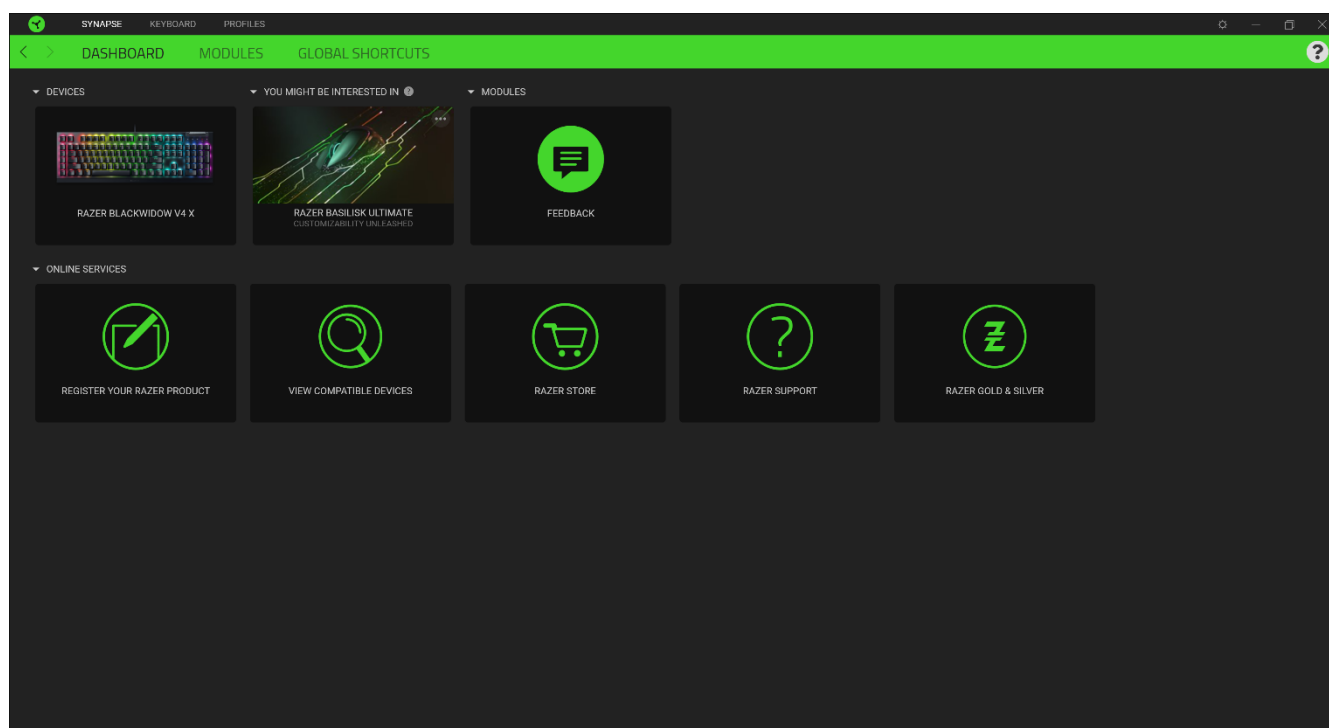 SYNAPSE KEYBOARD PROFILES
DASHBOARD MODULES GLOBAL SHORTCUTS
?
DEVICES
YOU MIGHT BE INTERESTED IN ?
MODULES
RAZER BLACKWIDOW V4 X
RAZER BASILISK ULTIMATE
CUSTOMIZABILITY UNLEASHED
FEEDBACK
ONLINE SERVICES
REGISTER YOUR RAZER PRODUCT
VIEW COMPATIBLE DEVICES
RAZER STORE
RAZER SUPPORT
RAZER GOLD & SILVER